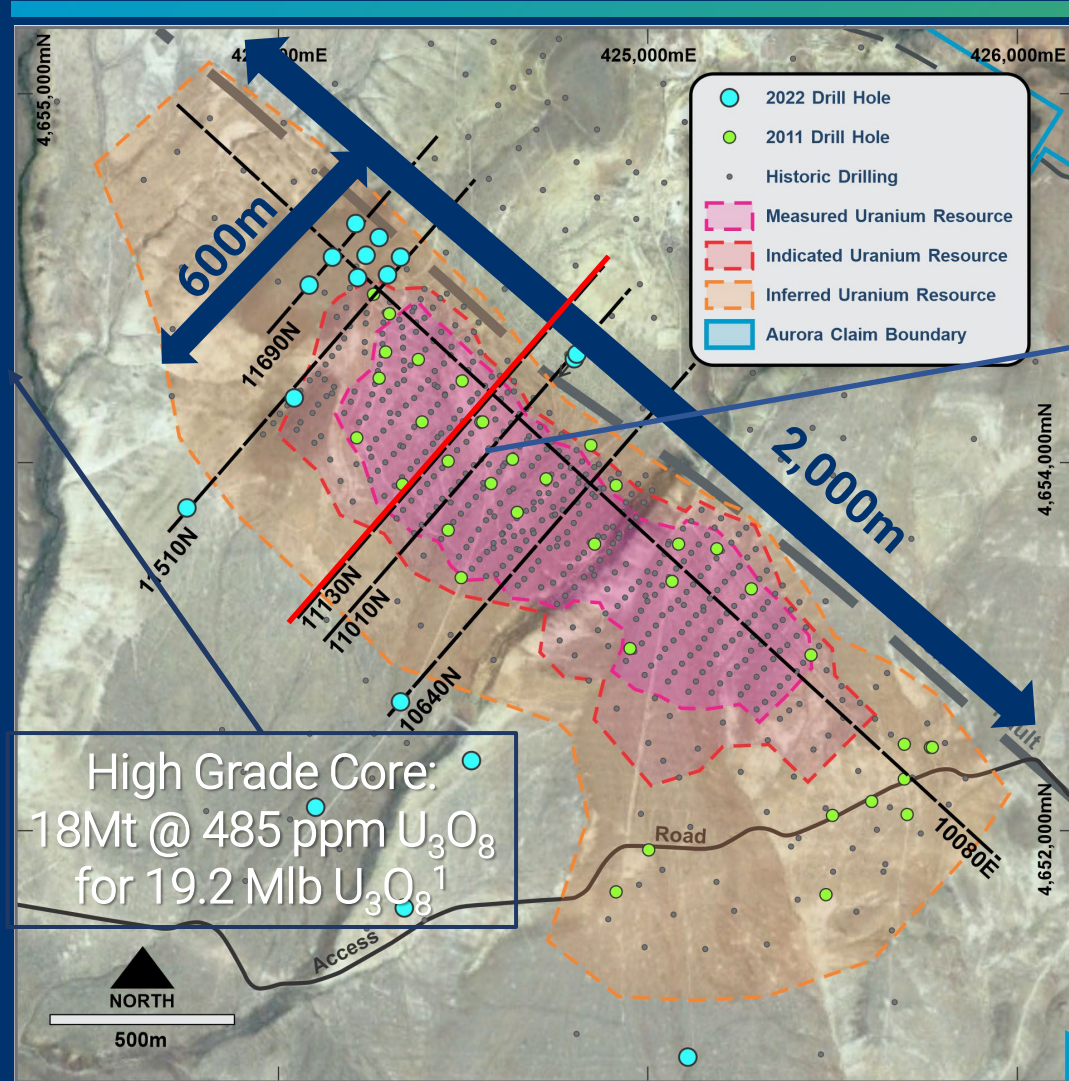 425,000mE
426,000mE
4,655,000mN
2022 Drill Hole
2011 Drill Hole
Historic Drilling
Measured Uranium Resource
Indicated Uranium Resource
Inferred Uranium Resource
Aurora Claim Boundary
600m
2,000m
11690N
11510N
11130N
11010N
10640N
10080E
4,654,000mN
4,652,000mN
High Grade Core:
18Mt @ 485 ppm U₃O₈
for 19.2 Mlb U₃O₈¹
Road
Access
NORTH
500m